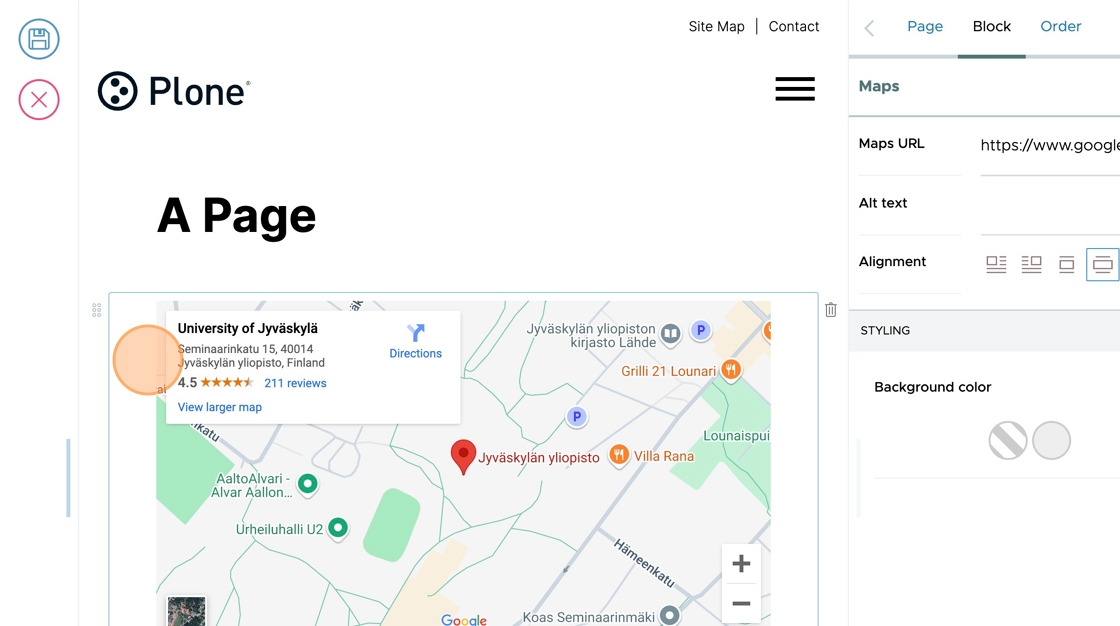 Site Map | Contact
Page Block Order
Plone®
Maps
Maps URL https://www.google
Alt text
A Page
Alignment
University of Jyväskylä
Seminaarinkatu 15, 40014
Jyväskylän yliopisto, Finland
4.5 211 reviews
View larger map
Directions
Jyväskylän yliopiston
kirjasto Lähde
P
Grilli 21 Lounari
P
Lounaispui
Jyväskylän yliopisto
Villa Rana
AaltoAlvari -
Alvar Aallon...
Urheiluhalli U2
Hämeenkatu
Koas Seminaarinmäki
Google
STYLING
Background color